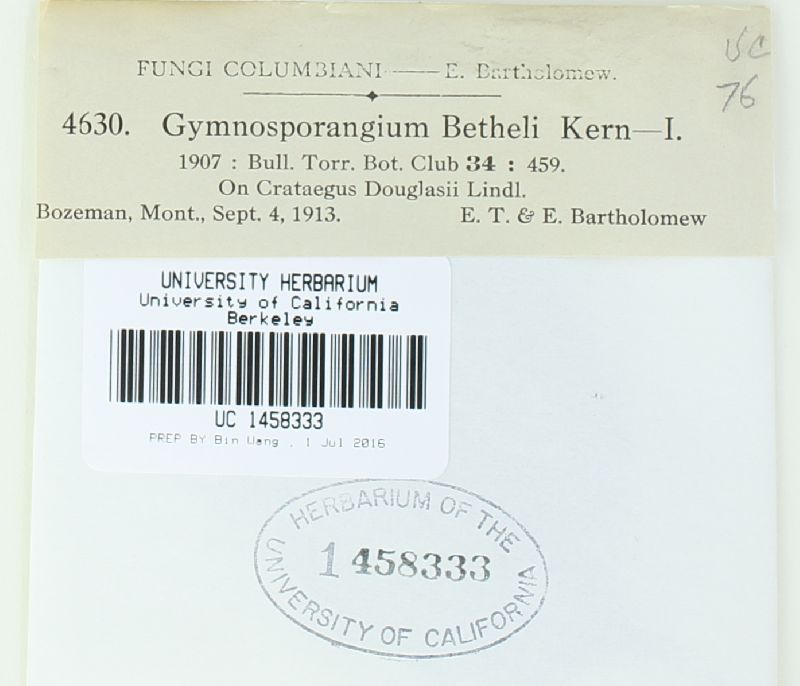 FUNGI COLUMBIANI — E. Bartholomew.
UC
76
4630. Gymnosporangium Betheli Kern—I.
1907 : Bull. Torr. Bot. Club 34 : 459.
On Crataegus Douglasii Lindl.
Bozeman, Mont., Sept. 4, 1913. E. T. & E. Bartholomew
UNIVERSITY HERBARIUM
University of California
Berkeley
UC 1458333
PREP BY Bin Wang . 1 Jul 2016
HERBARIUM OF THE
1458333
UNIVERSITY OF CALIFORNIA